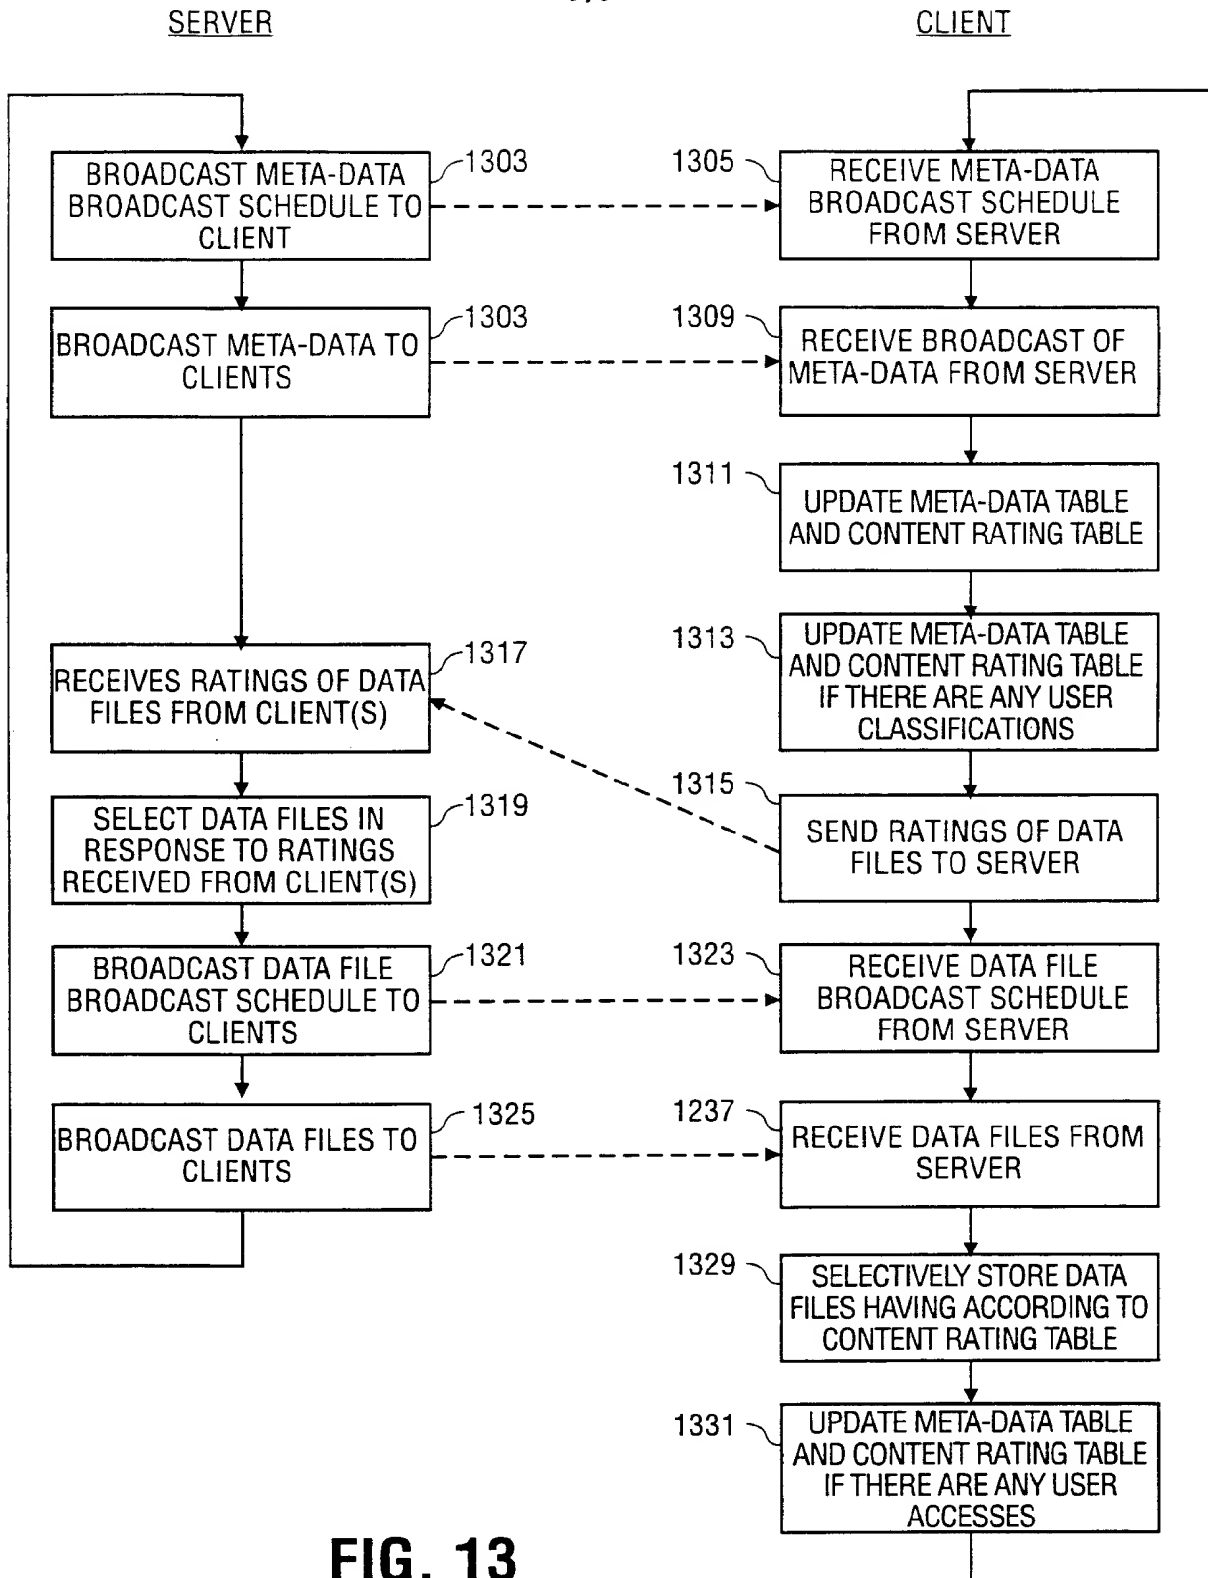 SERVER
CLIENT
BROADCAST META-DATA
BROADCAST SCHEDULE TO
CLIENT
1303
1305
RECEIVE META-DATA
BROADCAST SCHEDULE
FROM SERVER
BROADCAST META-DATA TO
CLIENTS
1303
1309
RECEIVE BROADCAST OF
META-DATA FROM SERVER
1311
UPDATE META-DATA TABLE
AND CONTENT RATING TABLE
1313
UPDATE META-DATA TABLE
AND CONTENT RATING TABLE
IF THERE ARE ANY USER
CLASSIFICATIONS
RECEIVES RATINGS OF DATA
FILES FROM CLIENT(S)
1317
1315
SEND RATINGS OF DATA
FILES TO SERVER
SELECT DATA FILES IN
RESPONSE TO RATINGS
RECEIVED FROM CLIENT(S)
1319
BROADCAST DATA FILE
BROADCAST SCHEDULE TO
CLIENTS
1321
1323
RECEIVE DATA FILE
BROADCAST SCHEDULE
FROM SERVER
BROADCAST DATA FILES TO
CLIENTS
1325
1237
RECEIVE DATA FILES FROM
SERVER
1329
SELECTIVELY STORE DATA
FILES HAVING ACCORDING TO
CONTENT RATING TABLE
1331
UPDATE META-DATA TABLE
AND CONTENT RATING TABLE
IF THERE ARE ANY USER
ACCESSES
FIG. 13